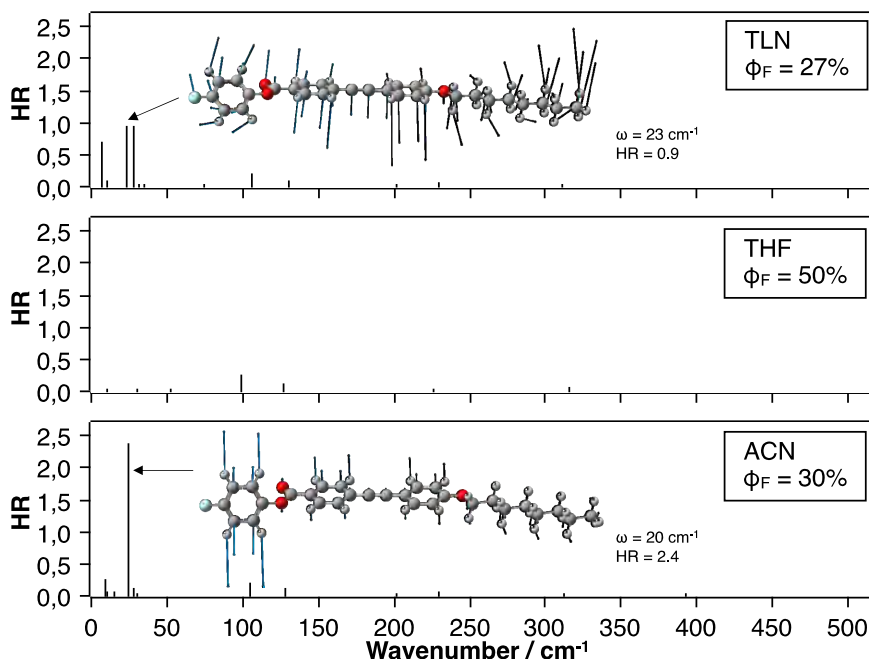 HR
2,5
2,0
1,5
1,0
0,5
0,0
TLN
ΦF = 27%
ω = 23 cm⁻¹
HR = 0.9
HR
2,5
2,0
1,5
1,0
0,5
0,0
THF
ΦF = 50%
HR
2,5
2,0
1,5
1,0
0,5
0,0
ACN
ΦF = 30%
ω = 20 cm⁻¹
HR = 2.4
0 50 100 150 200 250 300 350 400 450 500
Wavenumber / cm⁻¹